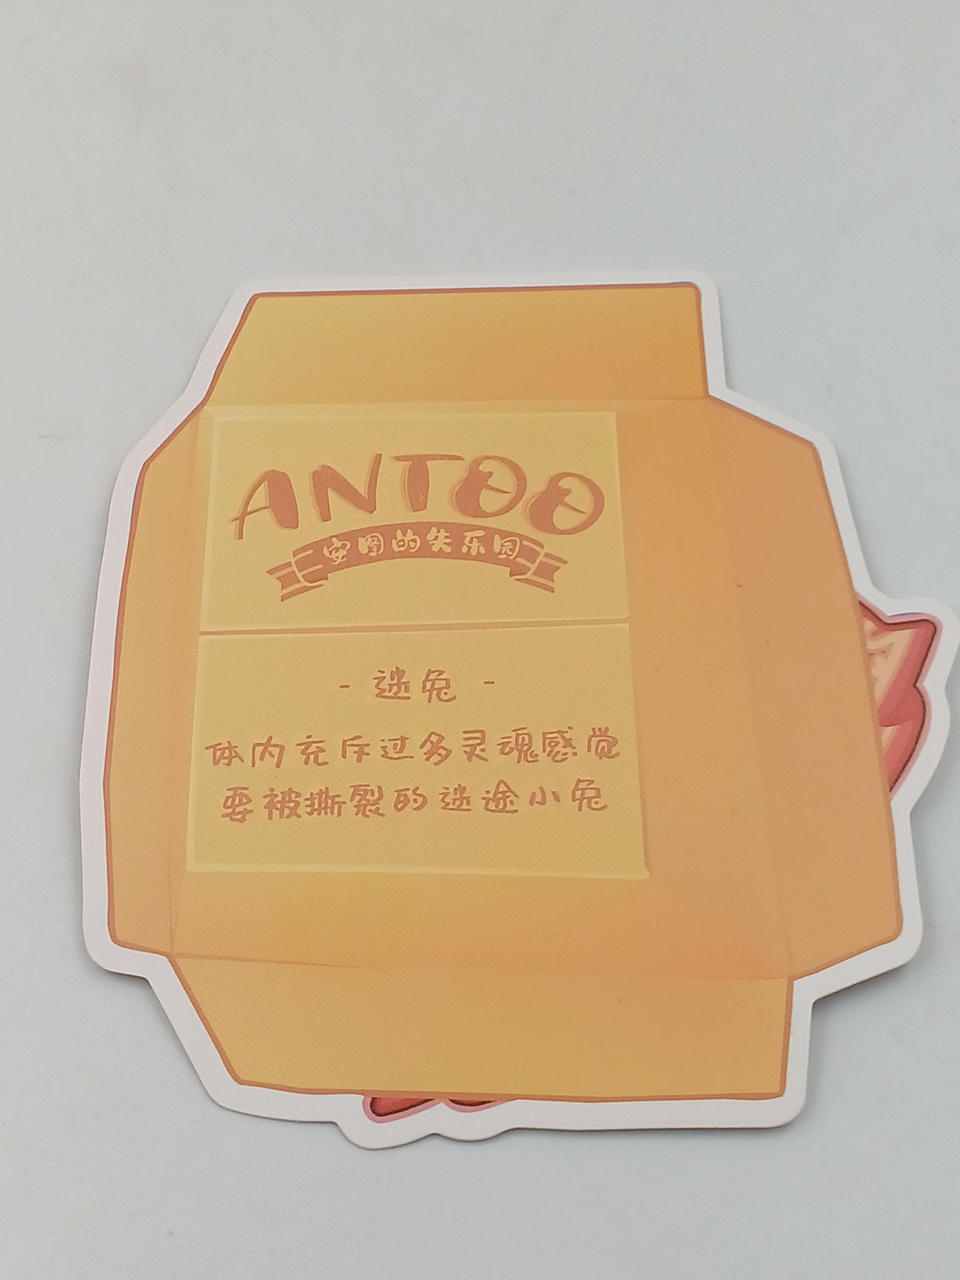 ANTOO
安图的失乐园
- 迷兔 -
体内充斥过多灵魂感觉
要被撕裂的迷途小兔